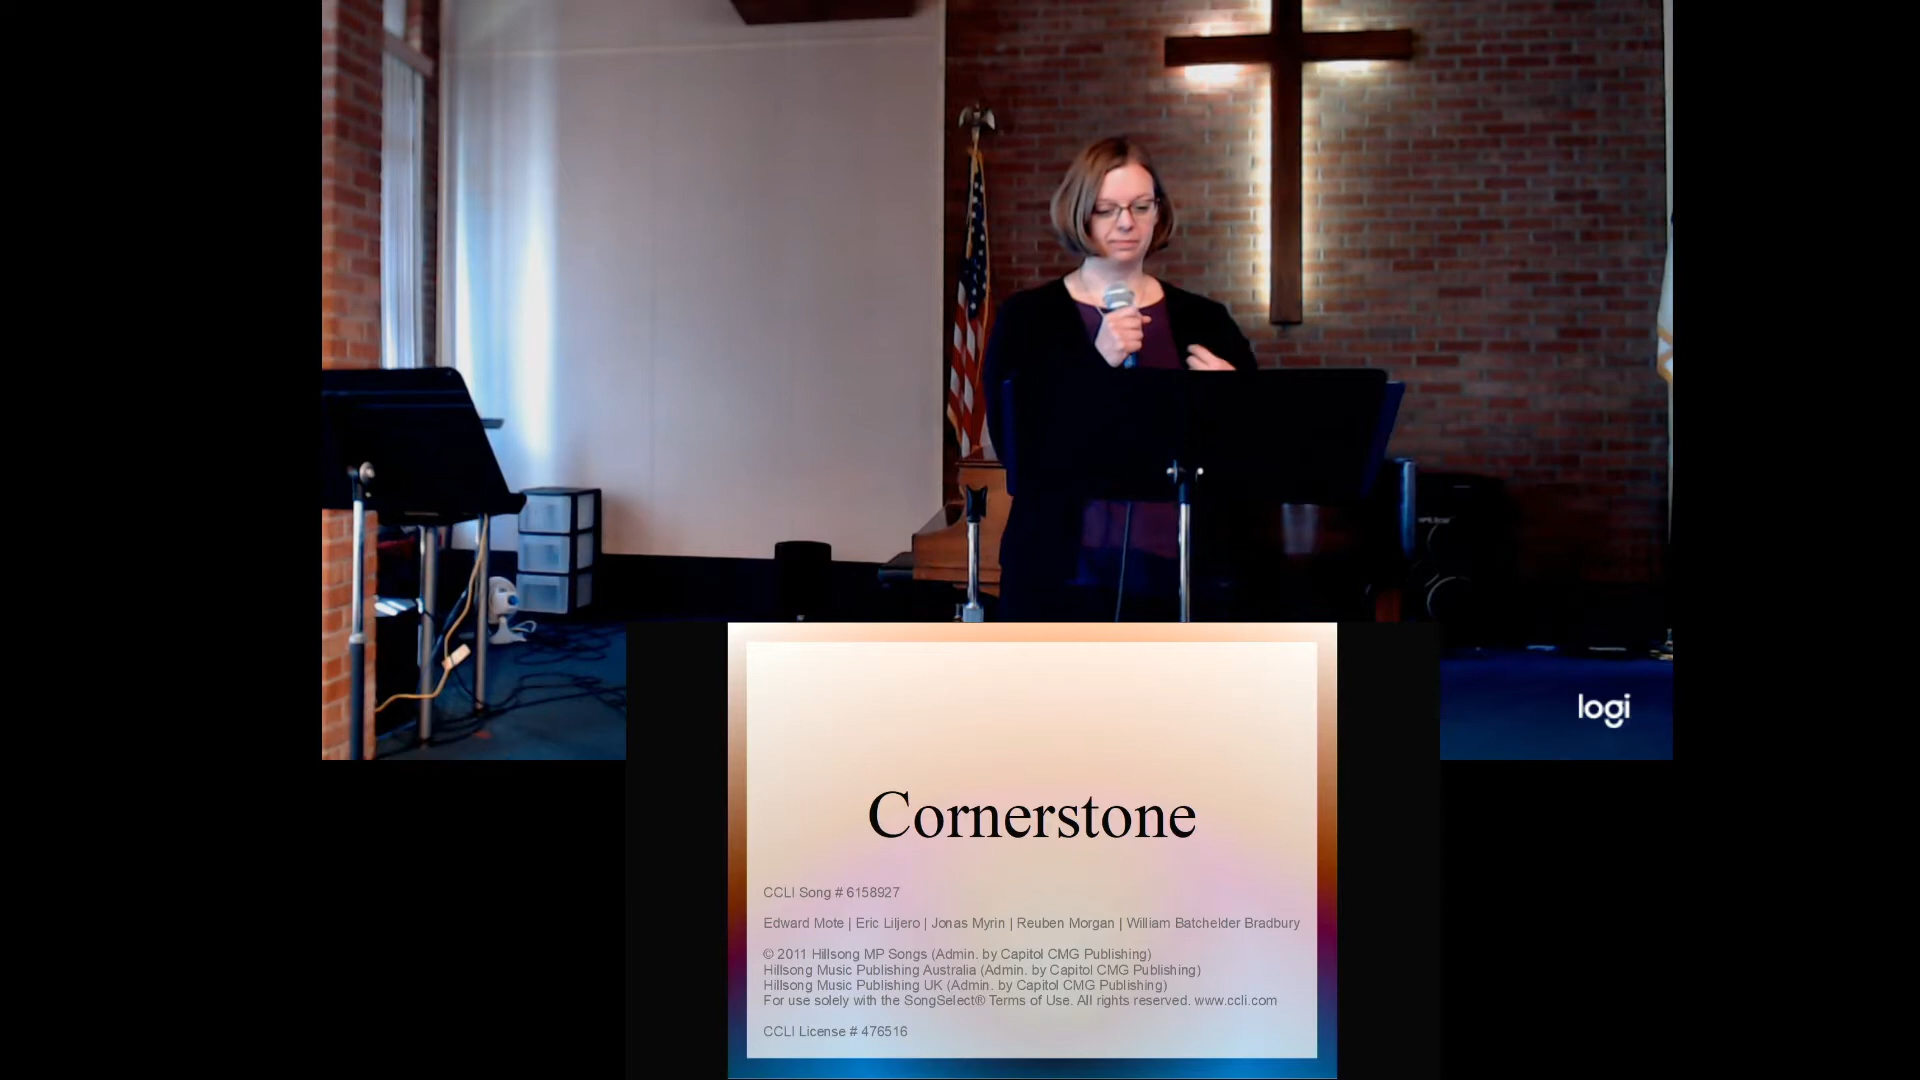 logi
Cornerstone
CCLI Song # 6158927
Edward Mote | Eric Liljero | Jonas Myrin | Reuben Morgan | William Batchelder Bradbury
© 2011 Hillsong MP Songs (Admin. by Capitol CMG Publishing)
Hillsong Music Publishing Australia (Admin. by Capitol CMG Publishing)
Hillsong Music Publishing UK (Admin. by Capitol CMG Publishing)
For use solely with the SongSelect® Terms of Use. All rights reserved. www.ccli.com
CCLI License # 476516